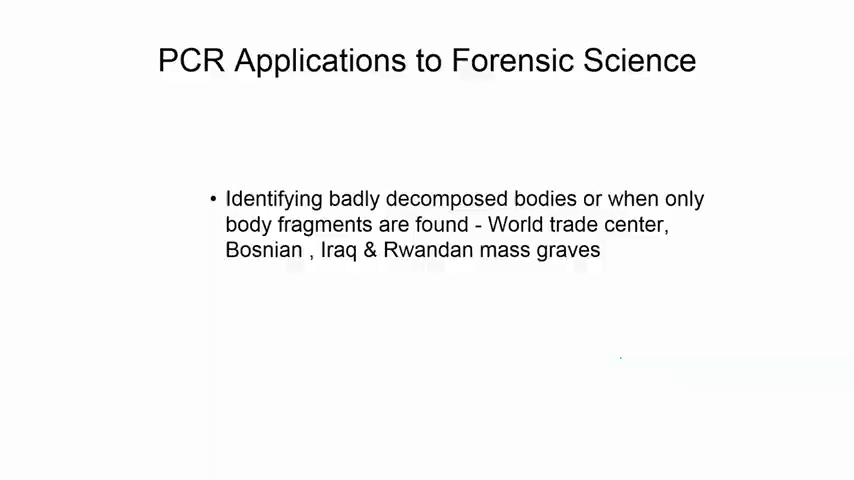 PCR Applications to Forensic Science
• Identifying badly decomposed bodies or when only
body fragments are found - World trade center,
Bosnian , Iraq & Rwandan mass graves